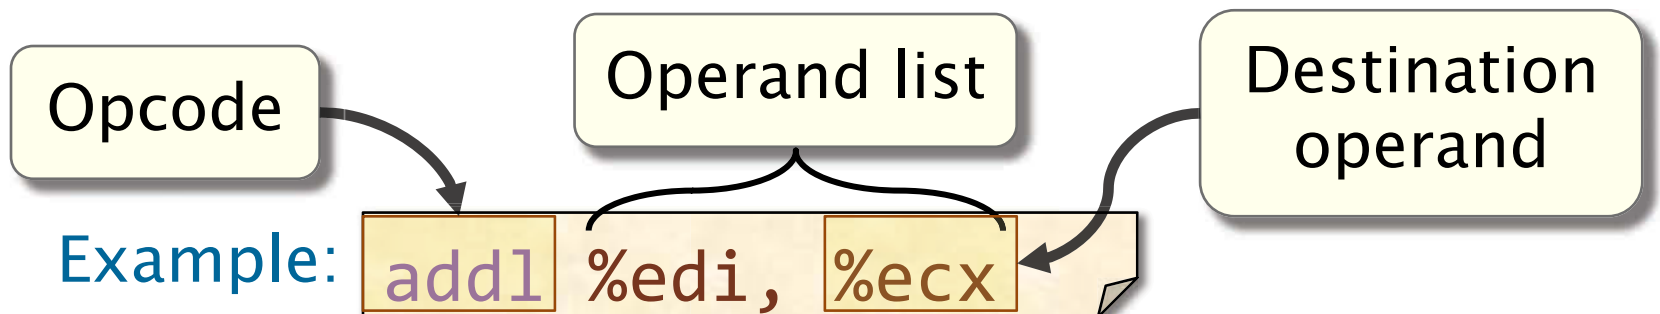 Opcode
Operand list
Destination
operand
Example: addl %edi, %ecx